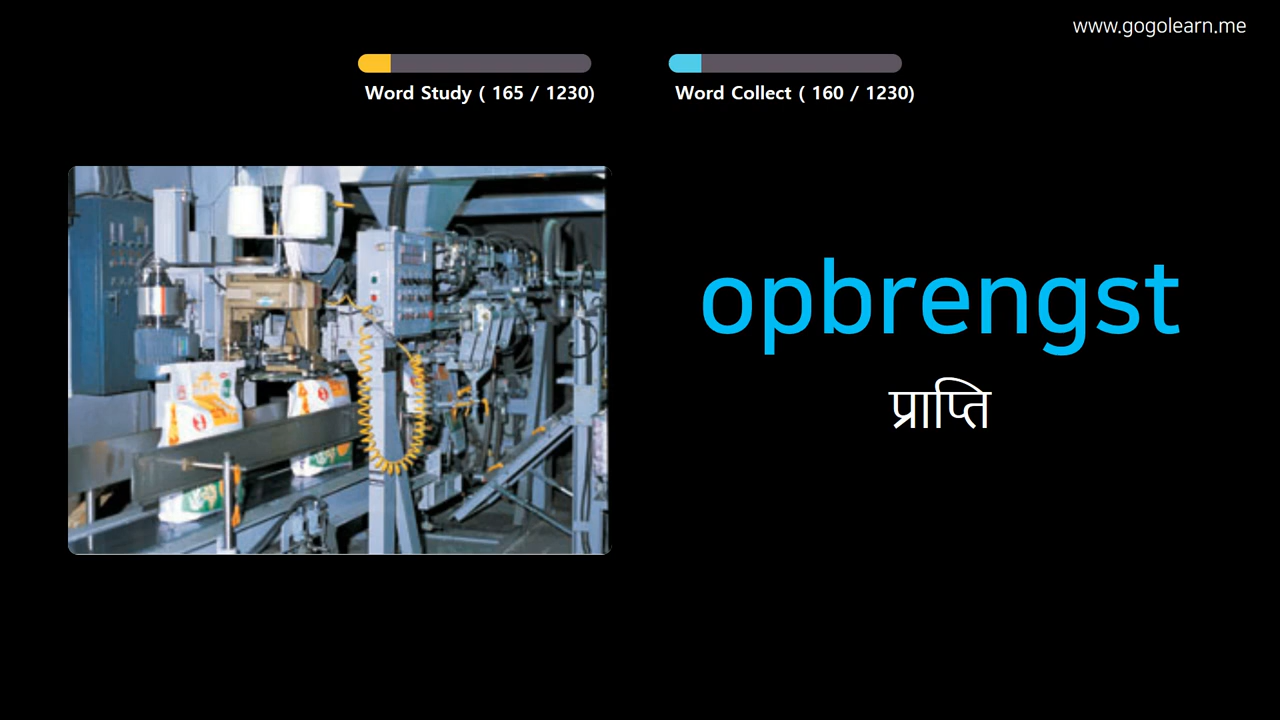 www.gogolearn.me
Word Study ( 165 / 1230)
Word Collect ( 160 / 1230)
opbrengst
प्राप्ति